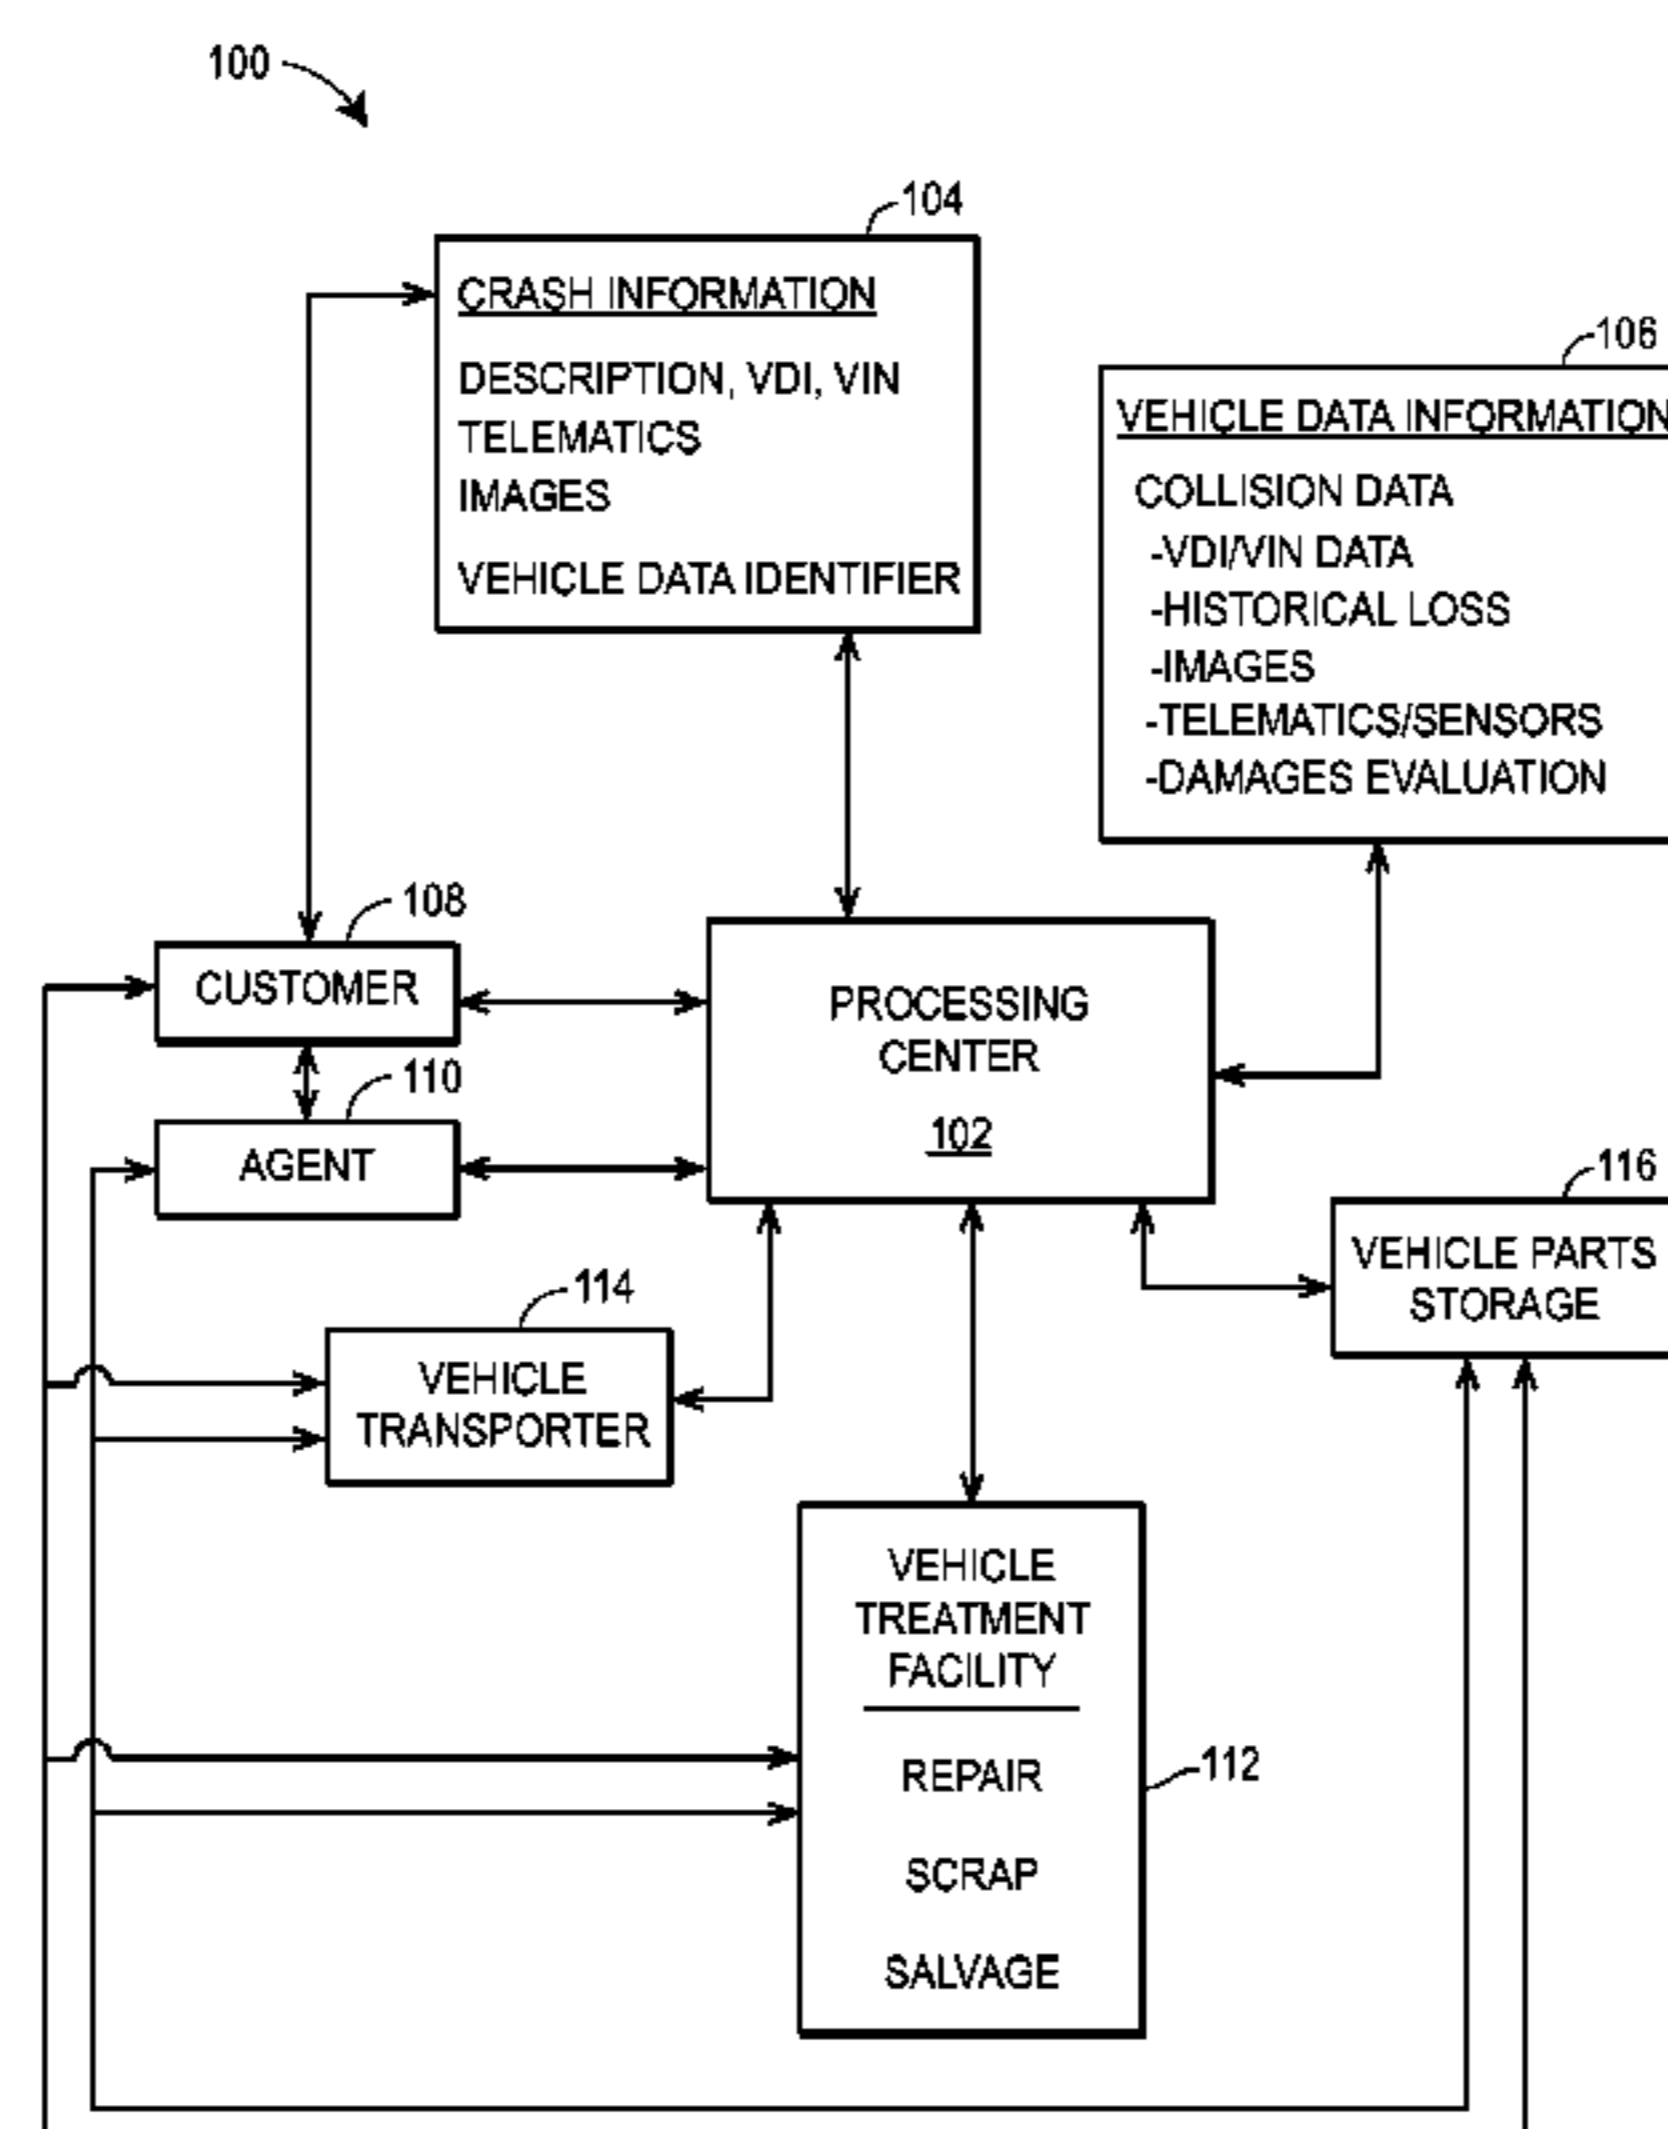 100
104
CRASH INFORMATION
DESCRIPTION, VDI, VIN
TELEMATICS
IMAGES
VEHICLE DATA IDENTIFIER
106
VEHICLE DATA INFORMATION
COLLISION DATA
-VDI/VIN DATA
-HISTORICAL LOSS
-IMAGES
-TELEMATICS/SENSORS
-DAMAGES EVALUATION
108
CUSTOMER
110
AGENT
PROCESSING
CENTER
102
116
VEHICLE PARTS
STORAGE
114
VEHICLE
TRANSPORTER
VEHICLE
TREATMENT
FACILITY
REPAIR
SCRAP
SALVAGE
112